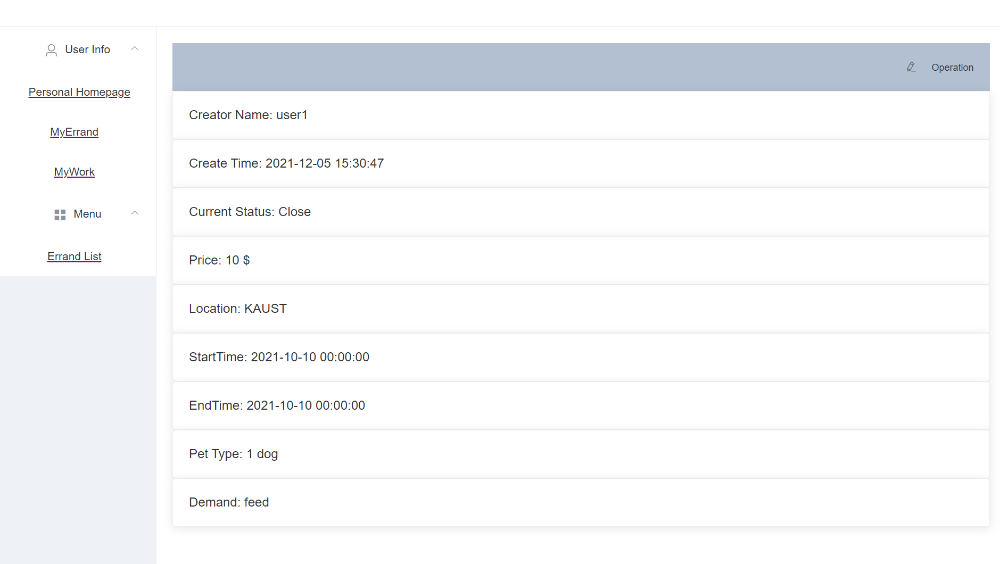 User Info
Personal Homepage
MyErrand
MyWork
Menu
Errand List
Operation
Creator Name: user1
Create Time: 2021-12-05 15:30:47
Current Status: Close
Price: 10 $
Location: KAUST
StartTime: 2021-10-10 00:00:00
EndTime: 2021-10-10 00:00:00
Pet Type: 1 dog
Demand: feed